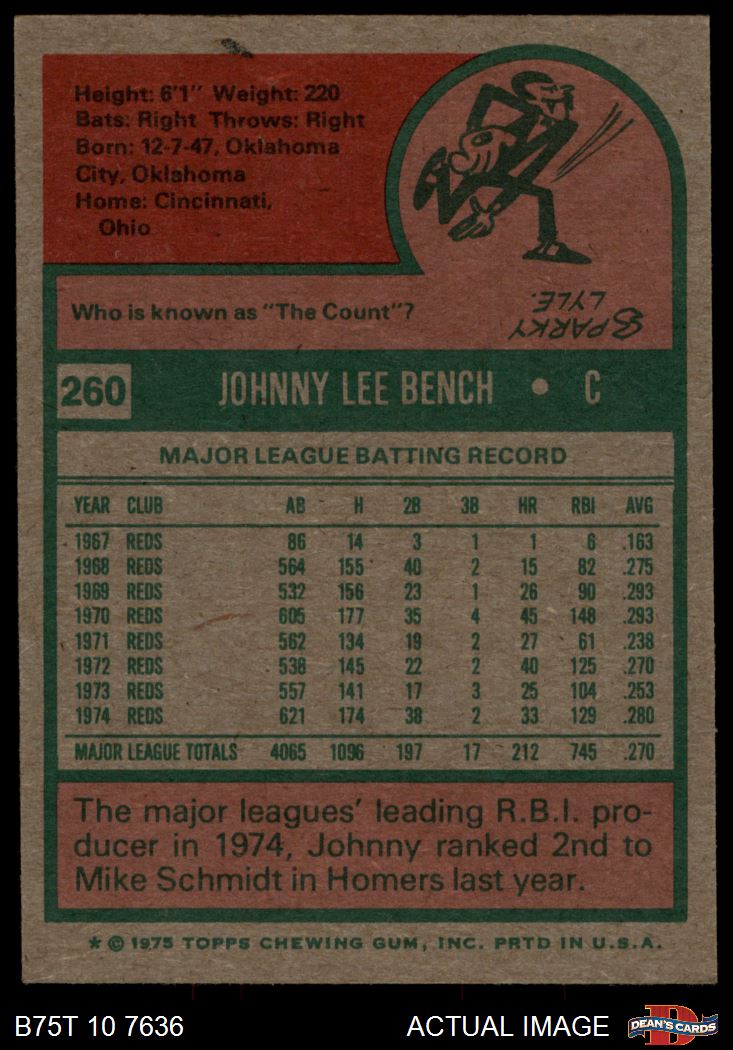 Height: 6'1" Weight: 220
Bats: Right Throws: Right
Born: 12-7-47, Oklahoma
City, Oklahoma
Home: Cincinnati,
Ohio
Who is known as "The Count"?
SPARKY
LYLE.
260 JOHNNY LEE BENCH • C
MAJOR LEAGUE BATTING RECORD
YEAR CLUB AB H 2B 3B HR RBI AVG
1967 REDS 86 14 3 1 1 6 .163
1968 REDS 564 155 40 2 15 82 .275
1969 REDS 532 156 23 1 26 90 .293
1970 REDS 605 177 35 4 45 148 .293
1971 REDS 562 134 19 2 27 61 .238
1972 REDS 538 145 22 2 40 125 .270
1973 REDS 557 141 17 3 25 104 .253
1974 REDS 621 174 38 2 33 129 .280
MAJOR LEAGUE TOTALS 4065 1096 197 17 212 745 .270
The major leagues' leading R.B.I. pro-
ducer in 1974, Johnny ranked 2nd to
Mike Schmidt in Homers last year.
* © 1975 TOPPS CHEWING GUM, INC. PRTD IN U.S.A.
B75T 10 7636 ACTUAL IMAGE DEAN'S CARDS